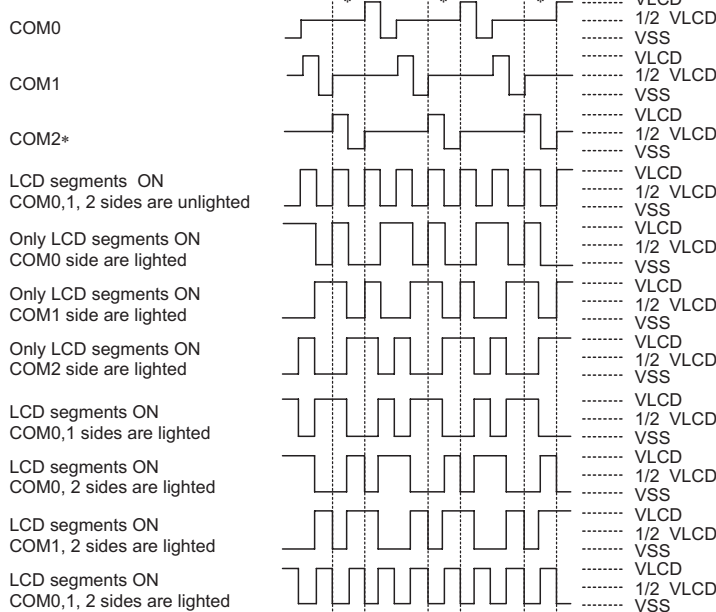 * * *
VLCD
COM0
1/2 VLCD
VSS
VLCD
COM1
1/2 VLCD
VSS
VLCD
COM2*
1/2 VLCD
VSS
LCD segments ON
COM0,1, 2 sides are unlighted
VLCD
1/2 VLCD
VSS
Only LCD segments ON
COM0 side are lighted
VLCD
1/2 VLCD
VSS
Only LCD segments ON
COM1 side are lighted
VLCD
1/2 VLCD
VSS
Only LCD segments ON
COM2 side are lighted
VLCD
1/2 VLCD
VSS
LCD segments ON
COM0,1 sides are lighted
VLCD
1/2 VLCD
VSS
LCD segments ON
COM0, 2 sides are lighted
VLCD
1/2 VLCD
VSS
LCD segments ON
COM1, 2 sides are lighted
VLCD
1/2 VLCD
VSS
LCD segments ON
COM0,1, 2 sides are lighted
VLCD
1/2 VLCD
VSS